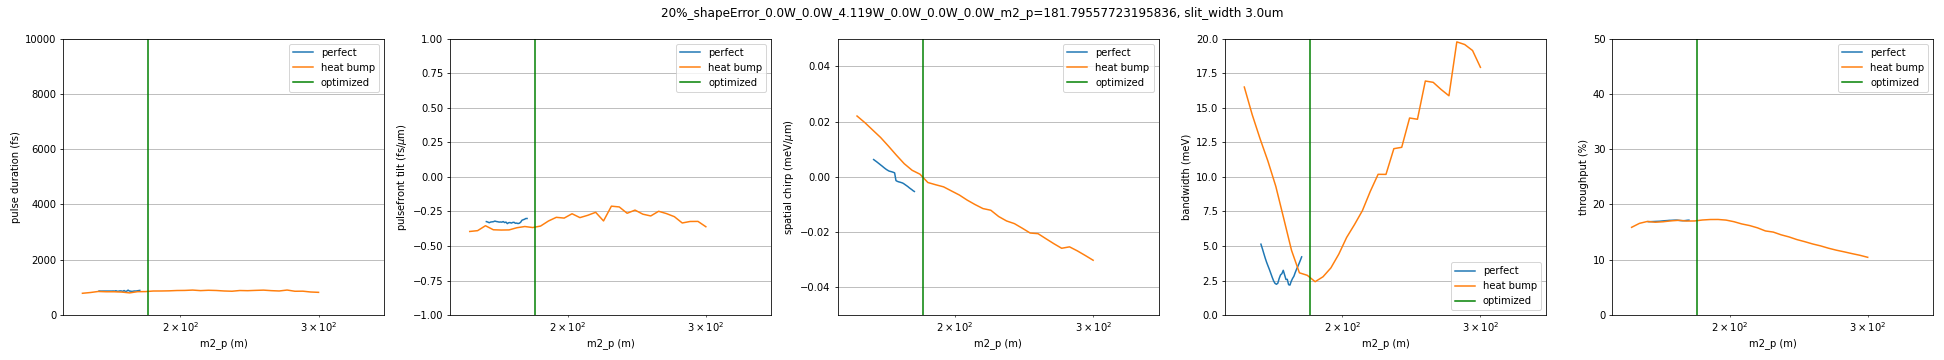 20%_shapeError_0.0W_0.0W_4.119W_0.0W_0.0W_0.0W_m2_p=181.79557723195836, slit_width 3.0um
pulse duration (fs)
10000
8000
6000
4000
2000
0
perfect
heat bump
optimized
2 × 10²
3 × 10²
m2_p (m)
pulsefront tilt (fs/μm)
1.00
0.75
0.50
0.25
0.00
−0.25
−0.50
−0.75
−1.00
perfect
heat bump
optimized
2 × 10²
3 × 10²
m2_p (m)
spatial chirp (meV/μm)
0.04
0.02
0.00
−0.02
−0.04
perfect
heat bump
optimized
2 × 10²
3 × 10²
m2_p (m)
bandwidth (meV)
20.0
17.5
15.0
12.5
10.0
7.5
5.0
2.5
0.0
perfect
heat bump
optimized
2 × 10²
3 × 10²
m2_p (m)
throughput (%)
50
40
30
20
10
0
perfect
heat bump
optimized
2 × 10²
3 × 10²
m2_p (m)